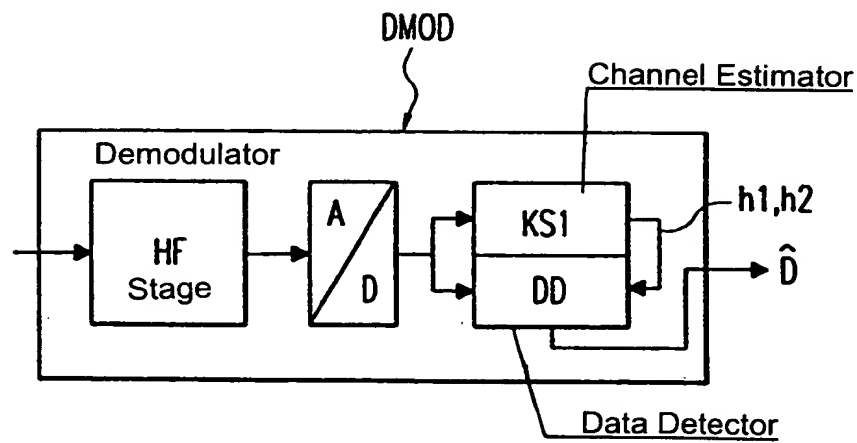 DMOD
Channel Estimator
Demodulator
HF
Stage
A
D
KS1
DD
h1,h2
D̂
Data Detector